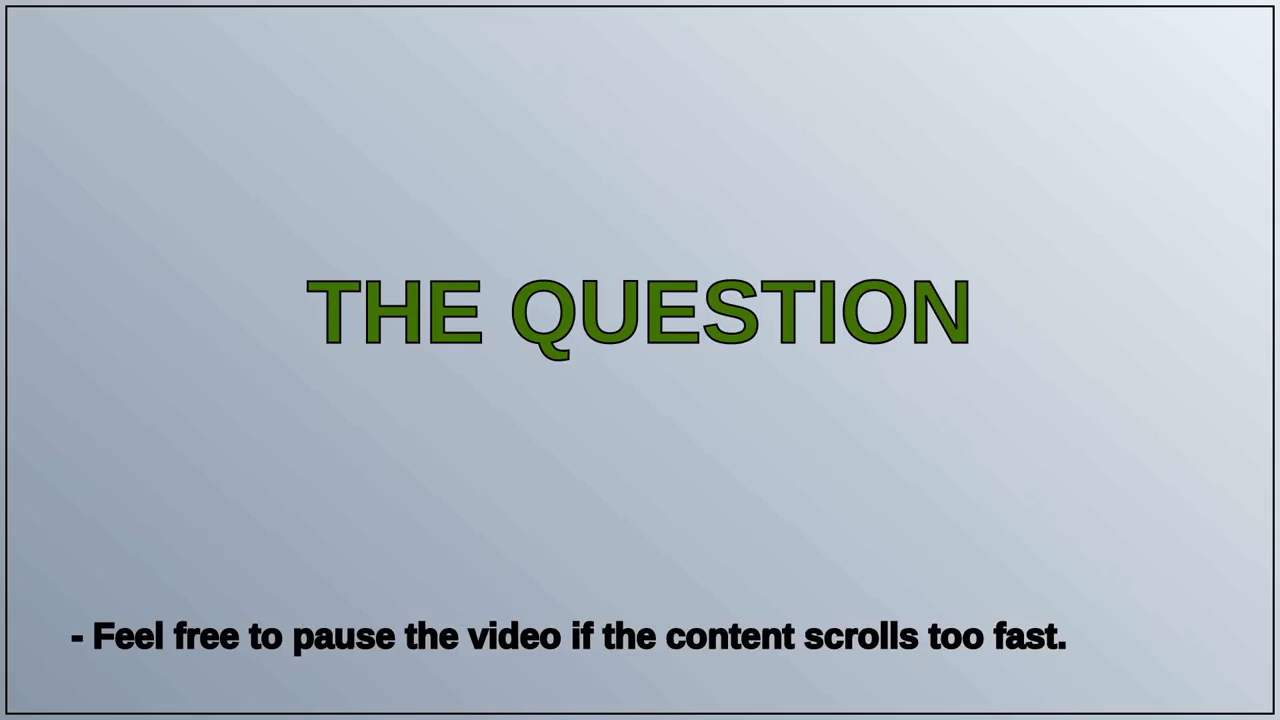 THE QUESTION
- Feel free to pause the video if the content scrolls too fast.